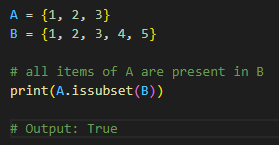 A = {1, 2, 3}
B = {1, 2, 3, 4, 5}
# all items of A are present in B
print(A.issubset(B))
# Output: True